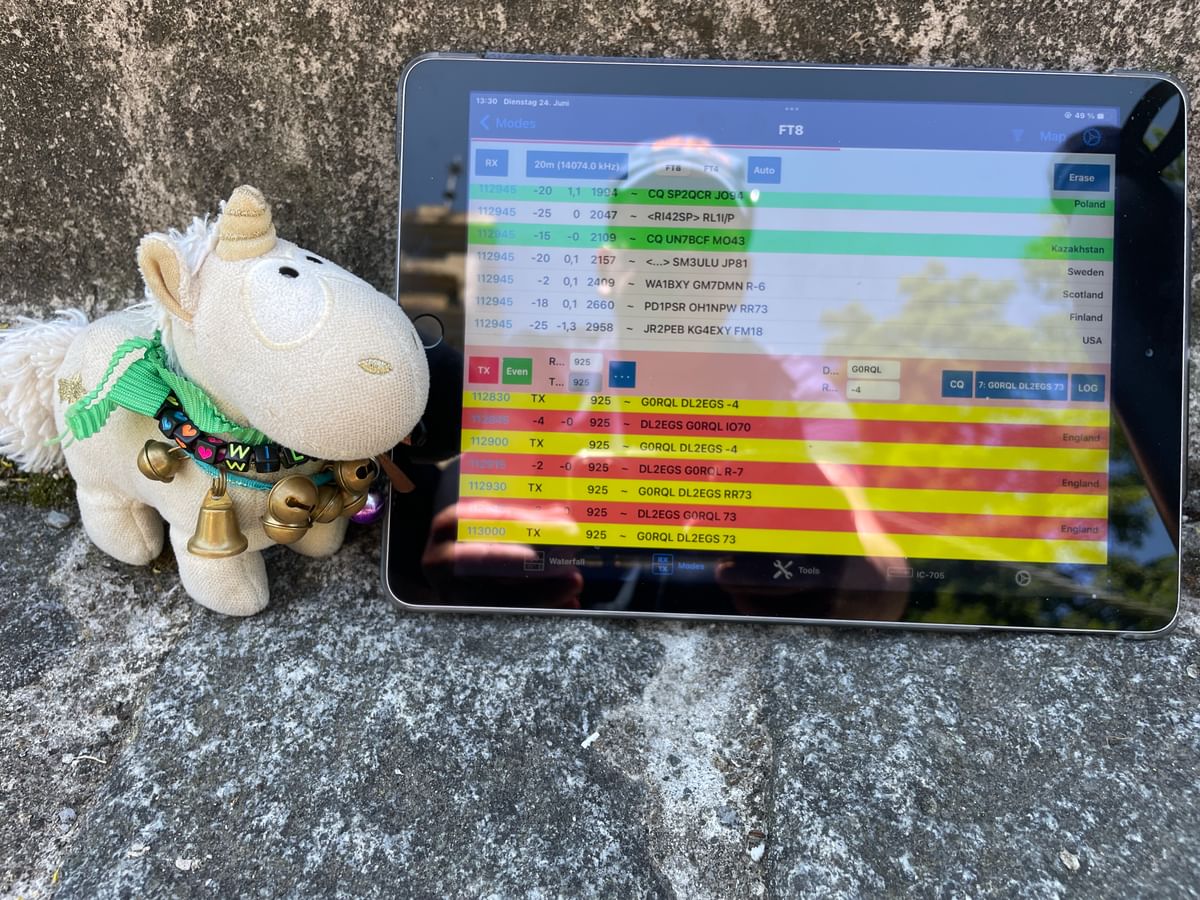 13:30 Dienstag 24. Juni
49 %
Modes
FT8
Map
RX
20m (14074.0 kHz)
FT8
FT4
Auto
Erase
112945 -20 1,1 1994 ~ CQ SP2QCR JO94 Poland
112945 -25 0 2047 ~ <RI42SP> RL1I/P
112945 -15 -0 2109 ~ CQ UN7BCF MO43 Kazakhstan
112945 -20 0,1 2157 ~ <...> SM3ULU JP81 Sweden
112945 -2 0,1 2409 ~ WA1BXY GM7DMN R-6 Scotland
112945 -18 0,1 2660 ~ PD1PSR OH1NPW RR73 Finland
112945 -25 -1,3 2958 ~ JR2PEB KG4EXY FM18 USA
TX
Even
R... 925
T... 925
...
D... G0RQL
R... -4
CQ
7: G0RQL DL2EGS 73
LOG
112830 TX 925 ~ G0RQL DL2EGS -4
112845 -4 -0 925 ~ DL2EGS G0RQL IO70 England
112900 TX 925 ~ G0RQL DL2EGS -4
112915 -2 -0 925 ~ DL2EGS G0RQL R-7 England
112930 TX 925 ~ G0RQL DL2EGS RR73
925 ~ DL2EGS G0RQL 73 England
113000 TX 925 ~ G0RQL DL2EGS 73
Waterfall
RX
TX
Modes
Tools
IC-705